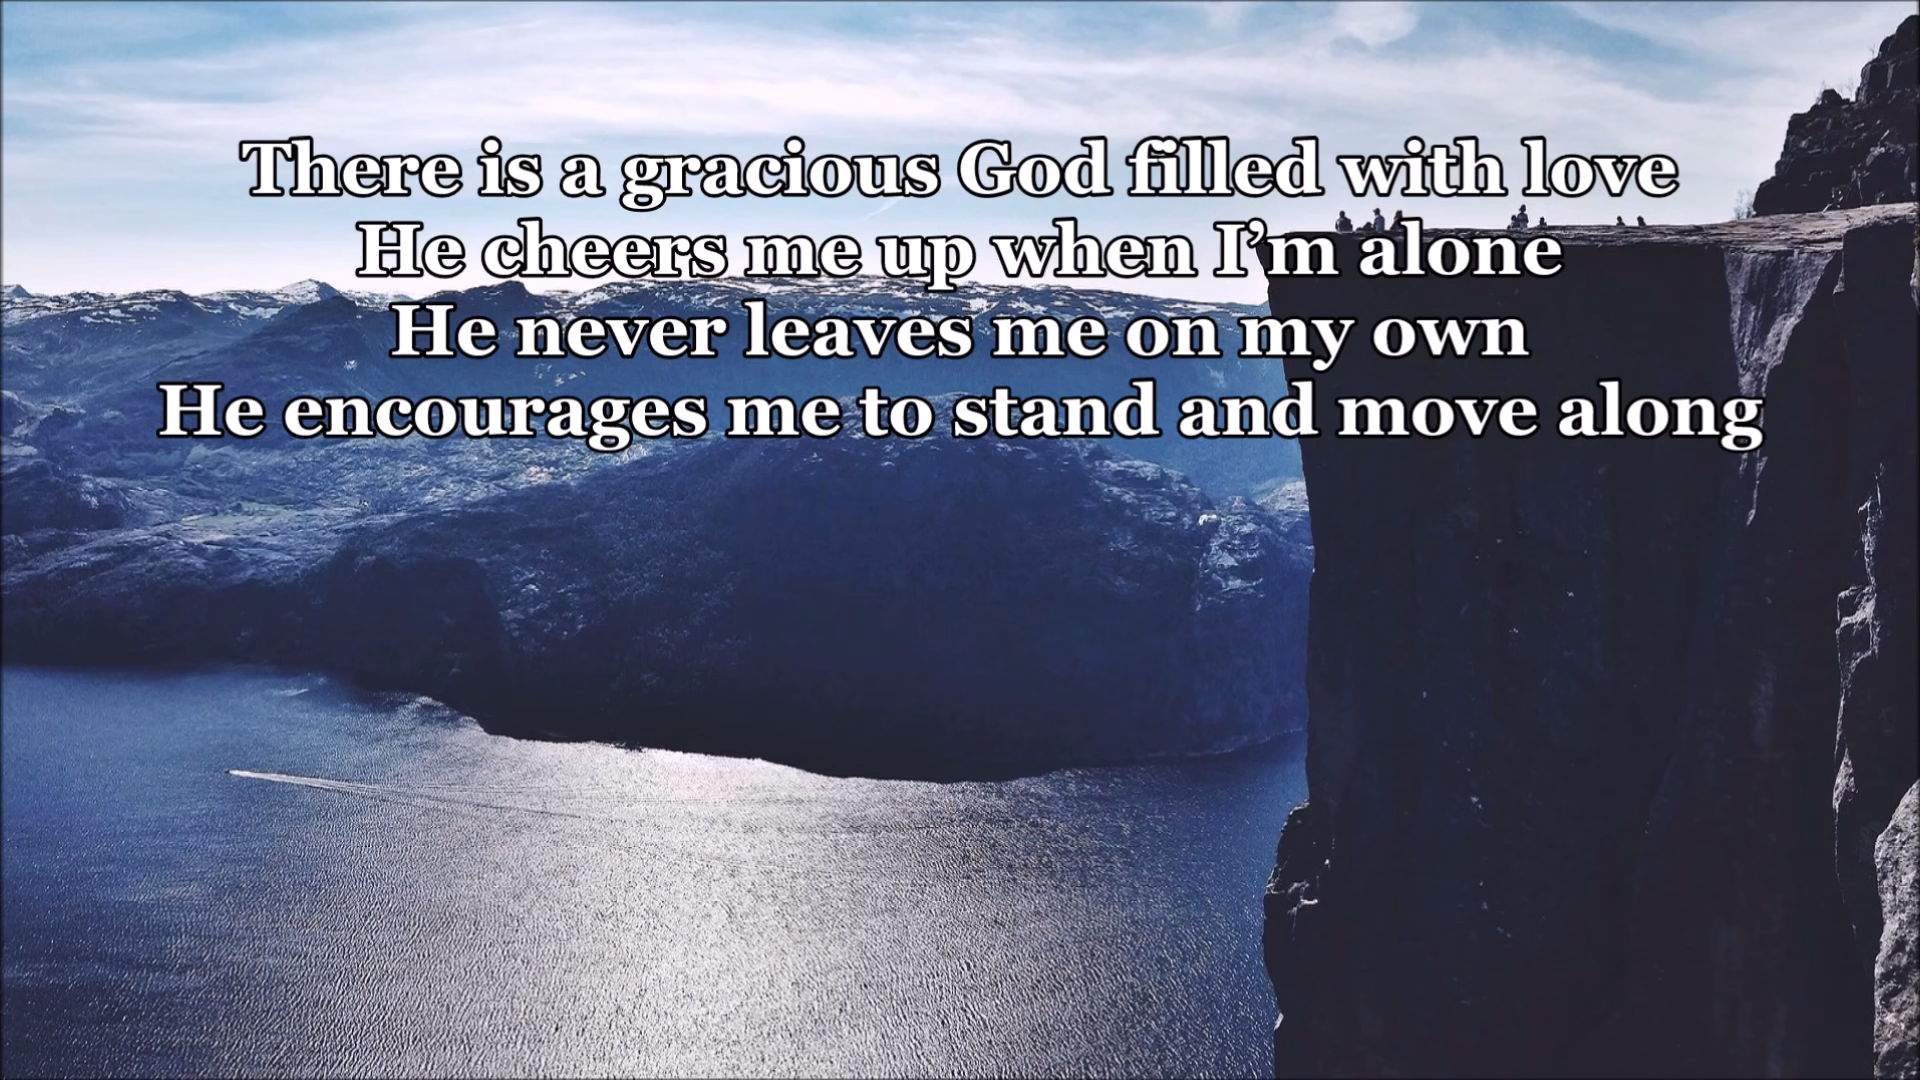 There is a gracious God filled with love
He cheers me up when I’m alone
He never leaves me on my own
He encourages me to stand and move along